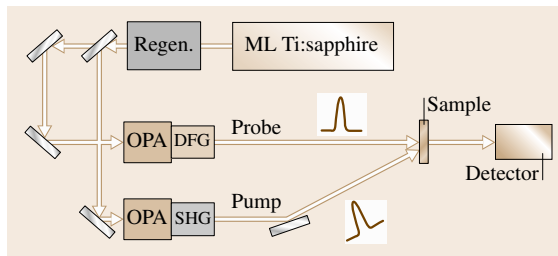 Regen.
ML Ti:sapphire
Sample
OPA
DFG
Probe
Detector
OPA
SHG
Pump